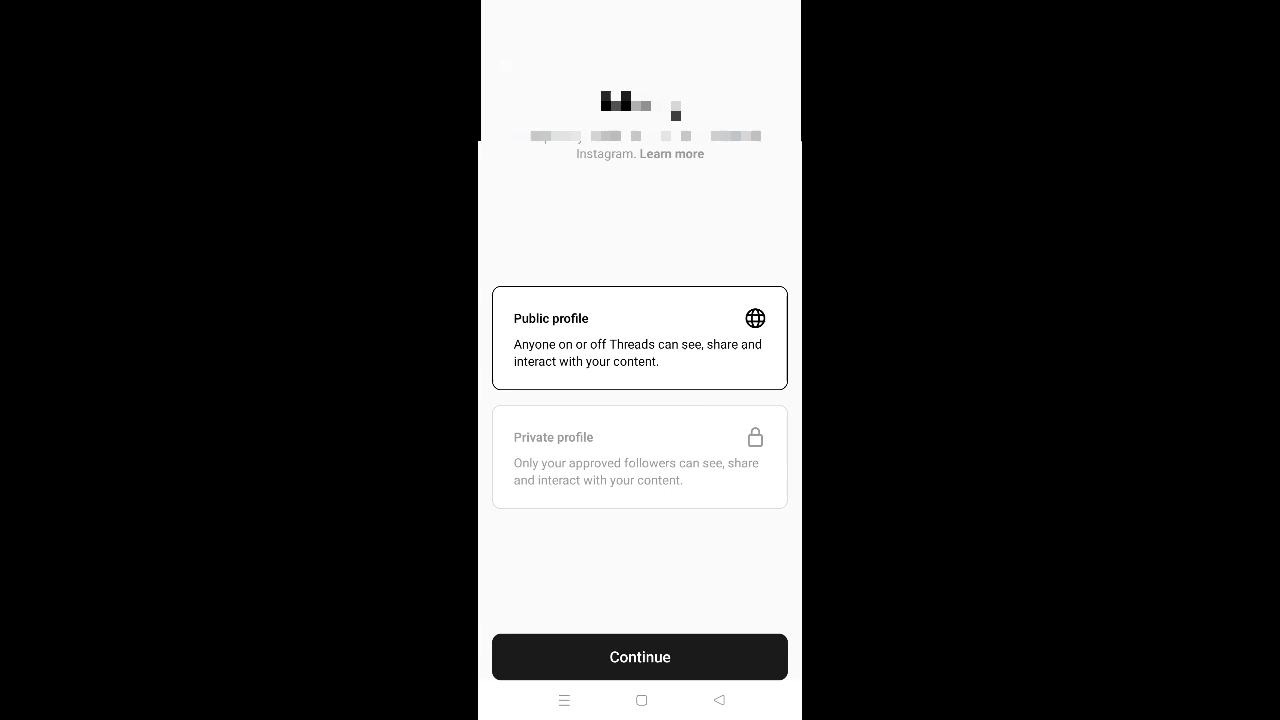 Instagram. Learn more
Public profile
Anyone on or off Threads can see, share and
interact with your content.
Private profile
Only your approved followers can see, share
and interact with your content.
Continue